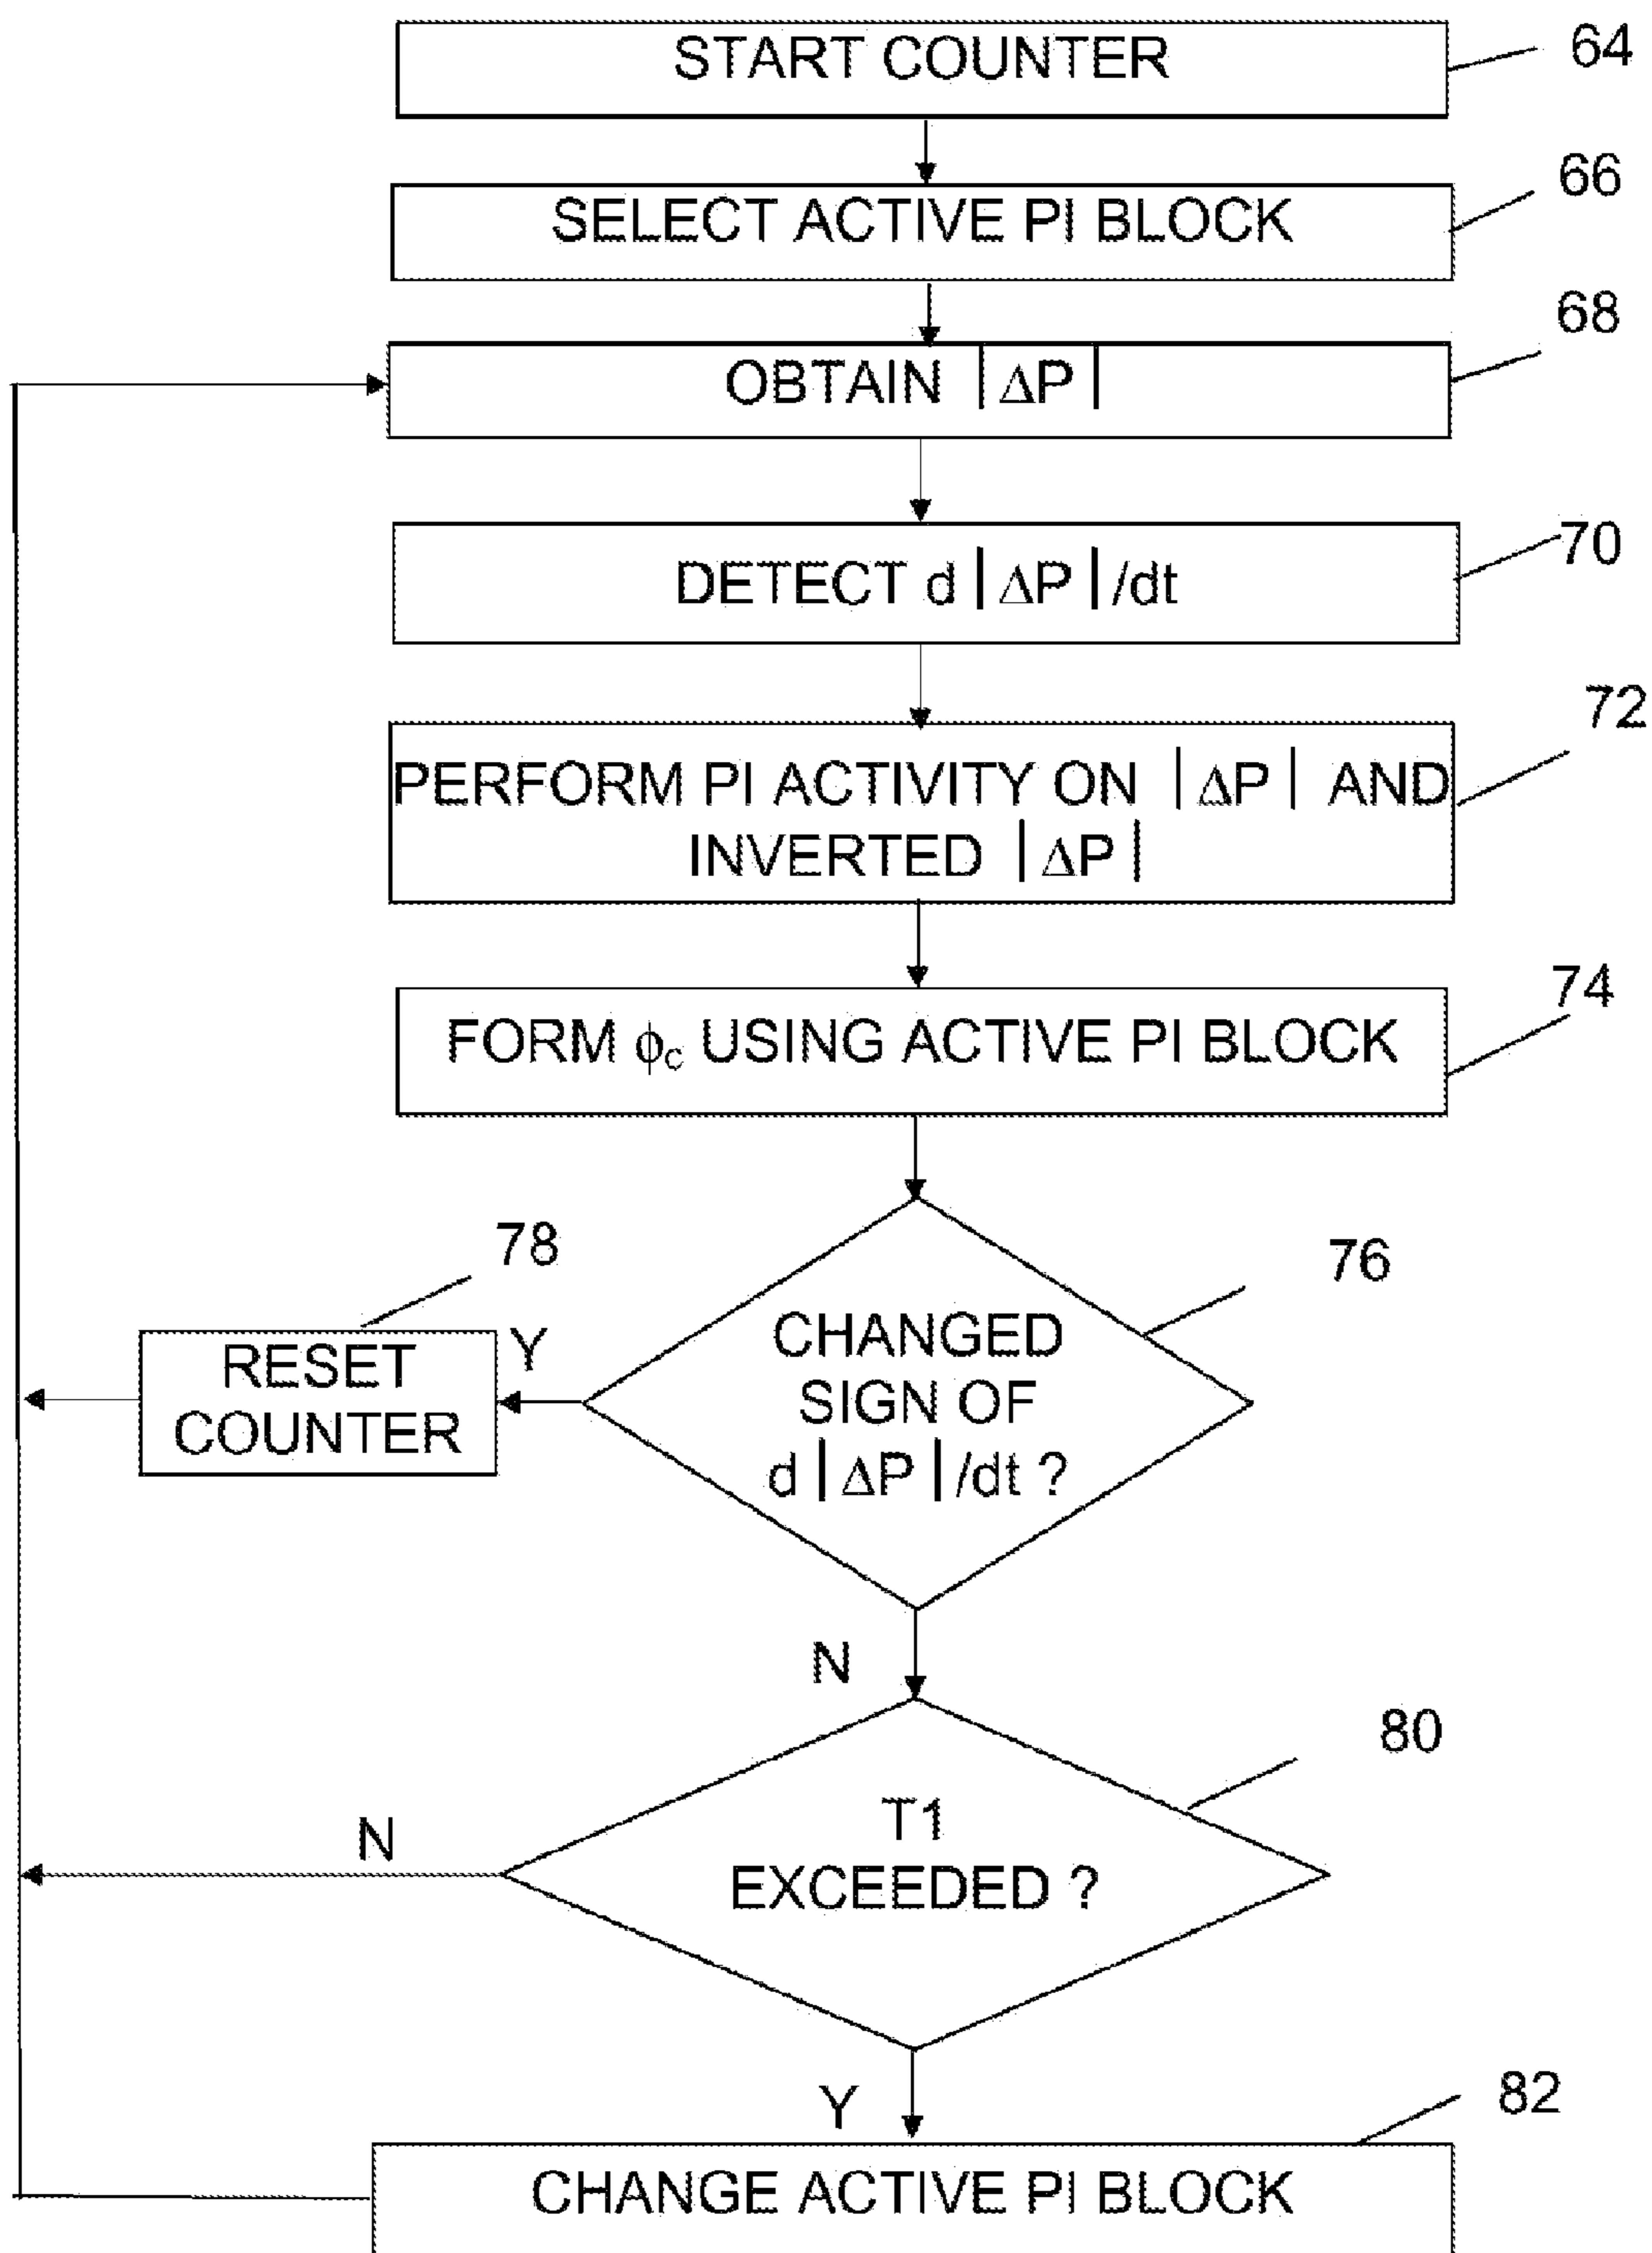 START COUNTER
64
SELECT ACTIVE PI BLOCK
66
OBTAIN |ΔP|
68
DETECT d|ΔP|/dt
70
PERFORM PI ACTIVITY ON |ΔP| AND
INVERTED |ΔP|
72
FORM ϕc USING ACTIVE PI BLOCK
74
CHANGED
SIGN OF
d|ΔP|/dt ?
76
Y
78
RESET
COUNTER
N
T1
EXCEEDED ?
80
N
Y
82
CHANGE ACTIVE PI BLOCK